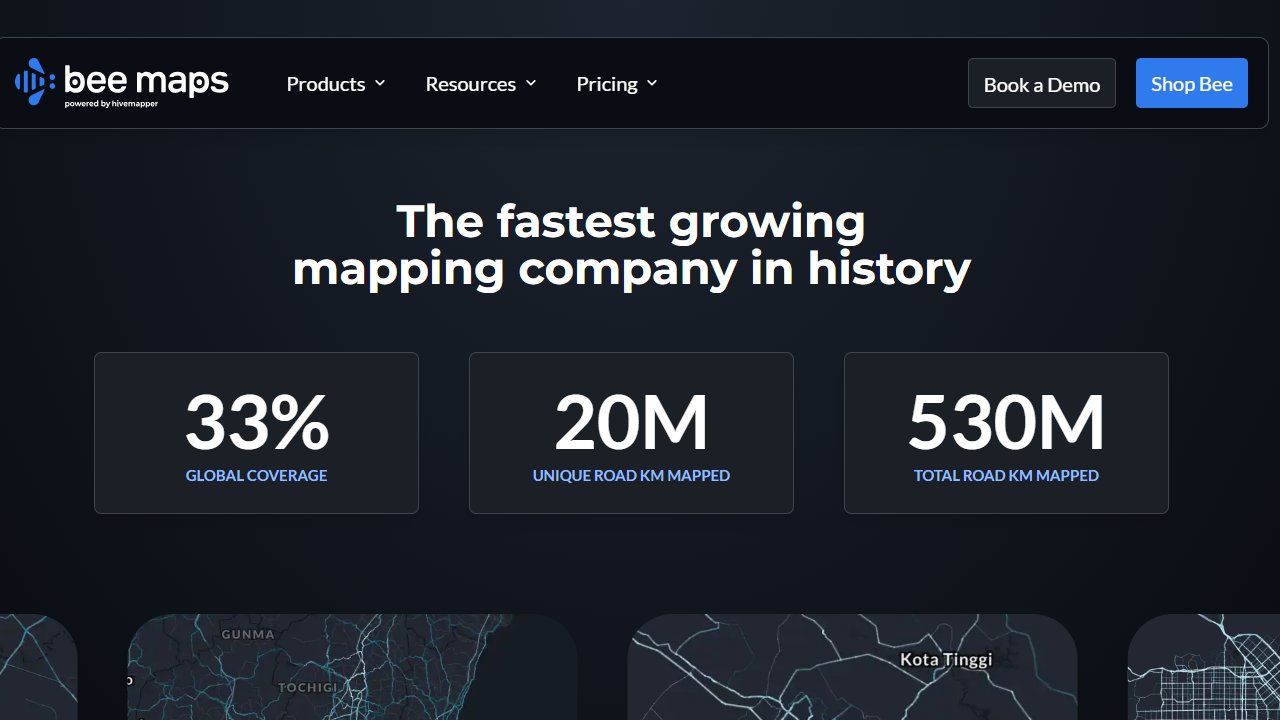 bee maps
powered by hivemapper
Products
Resources
Pricing
Book a Demo
Shop Bee
The fastest growing
mapping company in history
33%
GLOBAL COVERAGE
20M
UNIQUE ROAD KM MAPPED
530M
TOTAL ROAD KM MAPPED
GUNMA
TOCHIGI
Kota Tinggi